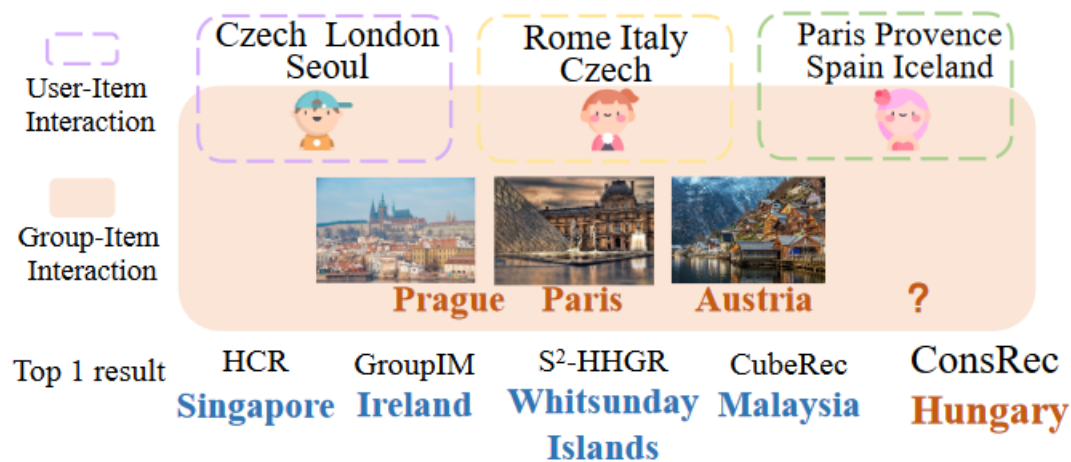 Czech London
Seoul
Rome Italy
Czech
Paris Provence
Spain Iceland
User-Item
Interaction
Group-Item
Interaction
Prague Paris Austria ?
Top 1 result
HCR
Singapore
GroupIM
Ireland
S²-HHGR
Whitsunday
Islands
CubeRec
Malaysia
ConsRec
Hungary